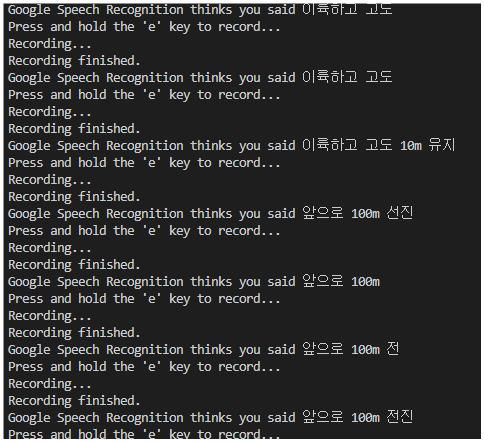 Google Speech Recognition thinks you said 이륙하고 고도
Press and hold the 'e' key to record...
Recording...
Recording finished.
Google Speech Recognition thinks you said 이륙하고 고도
Press and hold the 'e' key to record...
Recording...
Recording finished.
Google Speech Recognition thinks you said 이륙하고 고도 10m 유지
Press and hold the 'e' key to record...
Recording...
Recording finished.
Google Speech Recognition thinks you said 앞으로 100m 선진
Press and hold the 'e' key to record...
Recording...
Recording finished.
Google Speech Recognition thinks you said 앞으로 100m
Press and hold the 'e' key to record...
Recording...
Recording finished.
Google Speech Recognition thinks you said 앞으로 100m 전
Press and hold the 'e' key to record...
Recording...
Recording finished.
Google Speech Recognition thinks you said 앞으로 100m 전진
Press and hold the 'e' key to record...